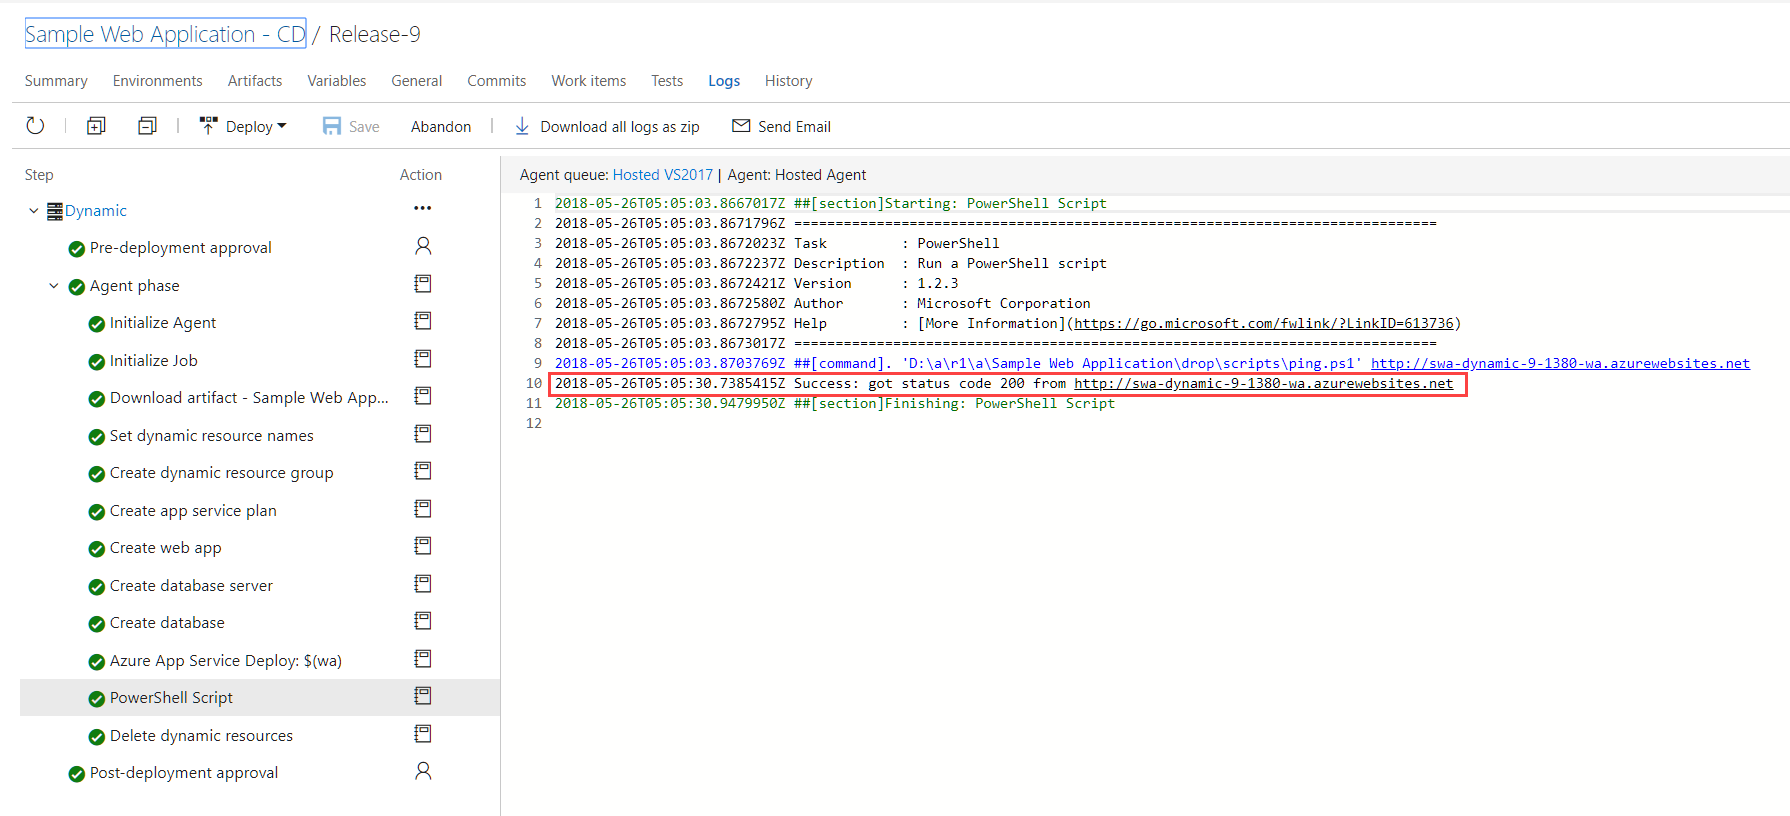 Sample Web Application - CD / Release-9
Summary Environments Artifacts Variables General Commits Work items Tests Logs History
Deploy Save Abandon Download all logs as zip Send Email
Step Action
Dynamic ...
Pre-deployment approval
Agent phase
Initialize Agent
Initialize Job
Download artifact - Sample Web App...
Set dynamic resource names
Create dynamic resource group
Create app service plan
Create web app
Create database server
Create database
Azure App Service Deploy: $(wa)
PowerShell Script
Delete dynamic resources
Post-deployment approval
Agent queue: Hosted VS2017 | Agent: Hosted Agent
1 2018-05-26T05:05:03.8667017Z ##[section]Starting: PowerShell Script
2 2018-05-26T05:05:03.8671796Z ==============================================================================
3 2018-05-26T05:05:03.8672023Z Task : PowerShell
4 2018-05-26T05:05:03.8672237Z Description : Run a PowerShell script
5 2018-05-26T05:05:03.8672421Z Version : 1.2.3
6 2018-05-26T05:05:03.8672580Z Author : Microsoft Corporation
7 2018-05-26T05:05:03.8672795Z Help : [More Information](https://go.microsoft.com/fwlink/?LinkID=613736)
8 2018-05-26T05:05:03.8673017Z ==============================================================================
9 2018-05-26T05:05:03.8703769Z ##[command]. 'D:\a\r1\a\Sample Web Application\drop\scripts\ping.ps1' http://swa-dynamic-9-1380-wa.azurewebsites.net
10 2018-05-26T05:05:30.7385415Z Success: got status code 200 from http://swa-dynamic-9-1380-wa.azurewebsites.net
11 2018-05-26T05:05:30.9479950Z ##[section]Finishing: PowerShell Script
12